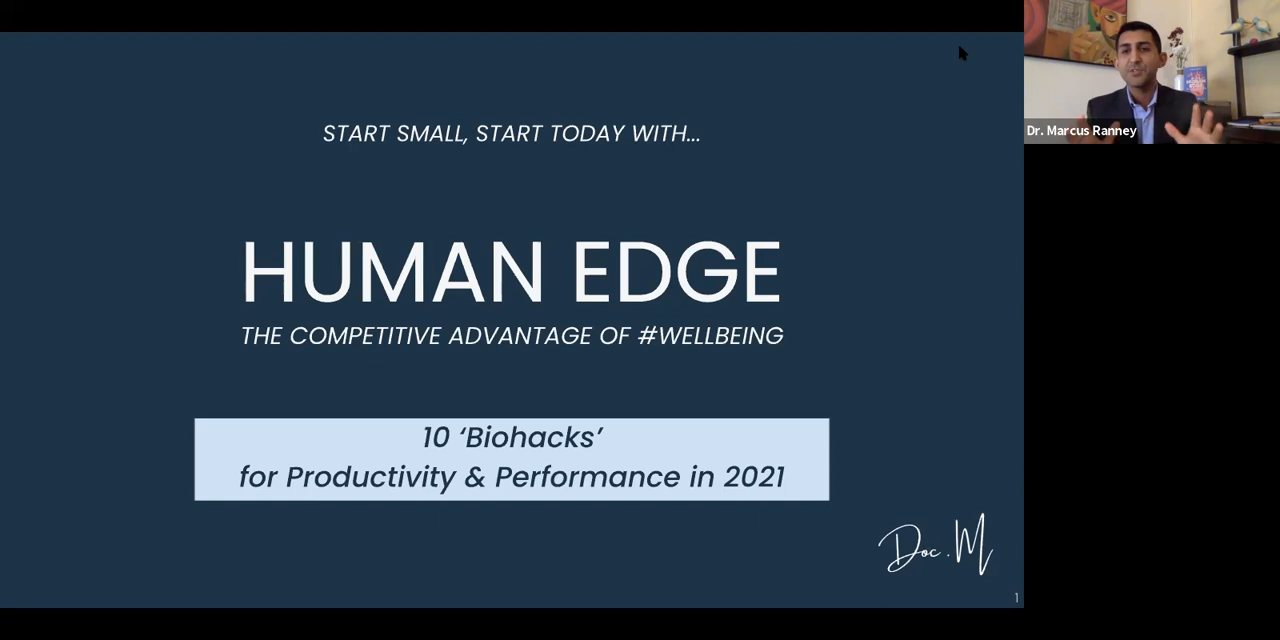 START SMALL, START TODAY WITH...
HUMAN EDGE
THE COMPETITIVE ADVANTAGE OF #WELLBEING
10 ‘Biohacks’
for Productivity & Performance in 2021
Doc.M
1
Dr. Marcus Ranney